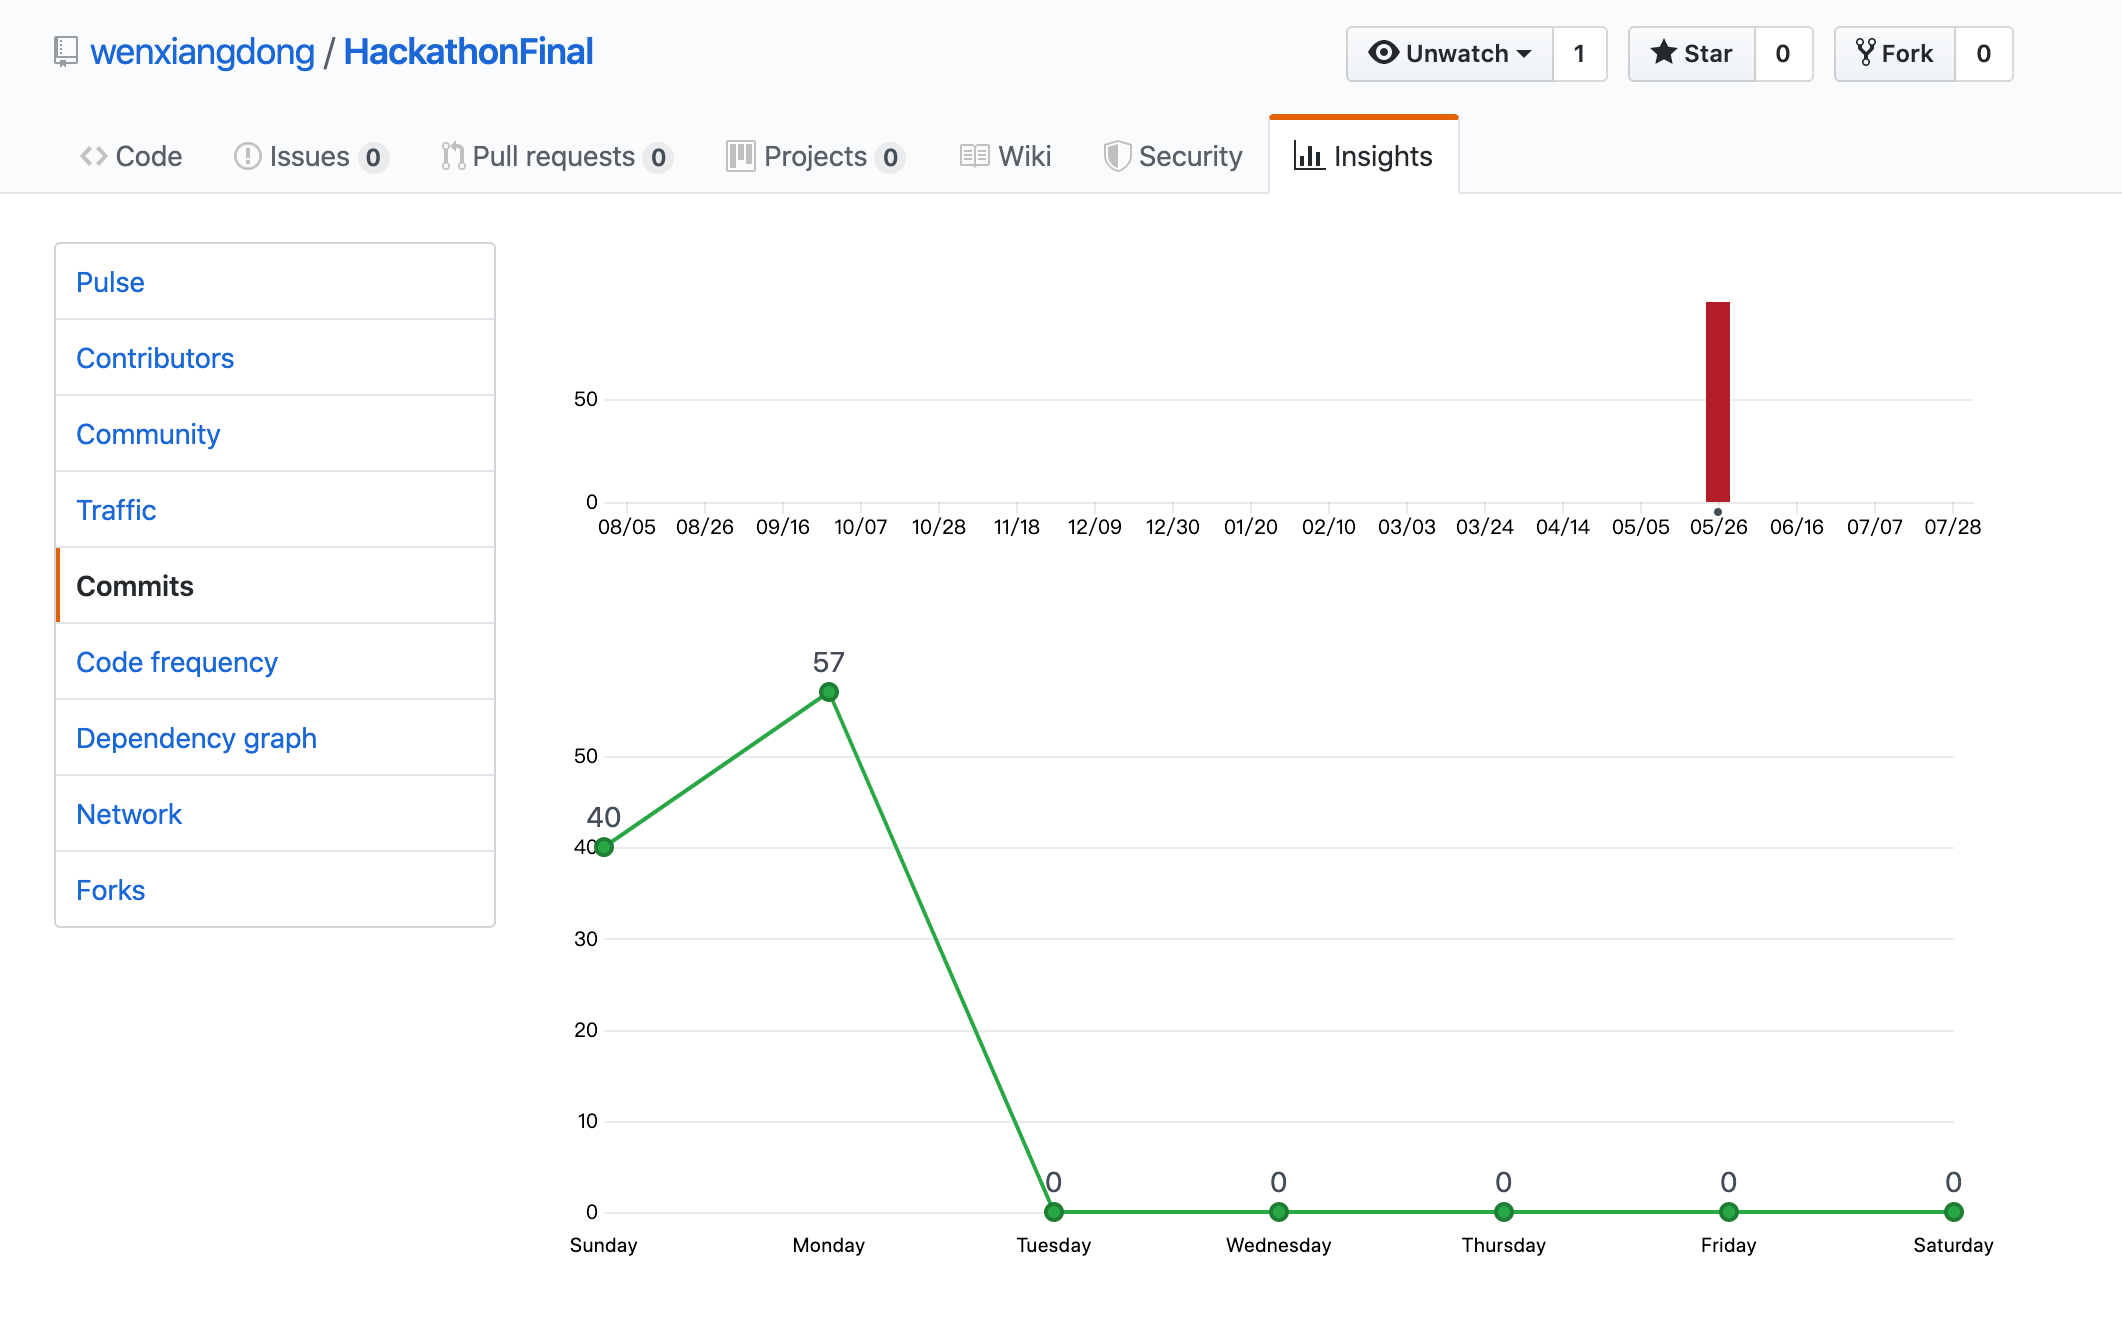 wenxiangdong / HackathonFinal
Unwatch 1 Star 0 Fork 0
Code Issues 0 Pull requests 0 Projects 0 Wiki Security Insights
Pulse
Contributors
Community
Traffic
Commits
Code frequency
Dependency graph
Network
Forks
50
0
08/05 08/26 09/16 10/07 10/28 11/18 12/09 12/30 01/20 02/10 03/03 03/24 04/14 05/05 05/26 06/16 07/07 07/28
57
50
40
40
30
20
10
0 0 0 0 0
0
Sunday Monday Tuesday Wednesday Thursday Friday Saturday